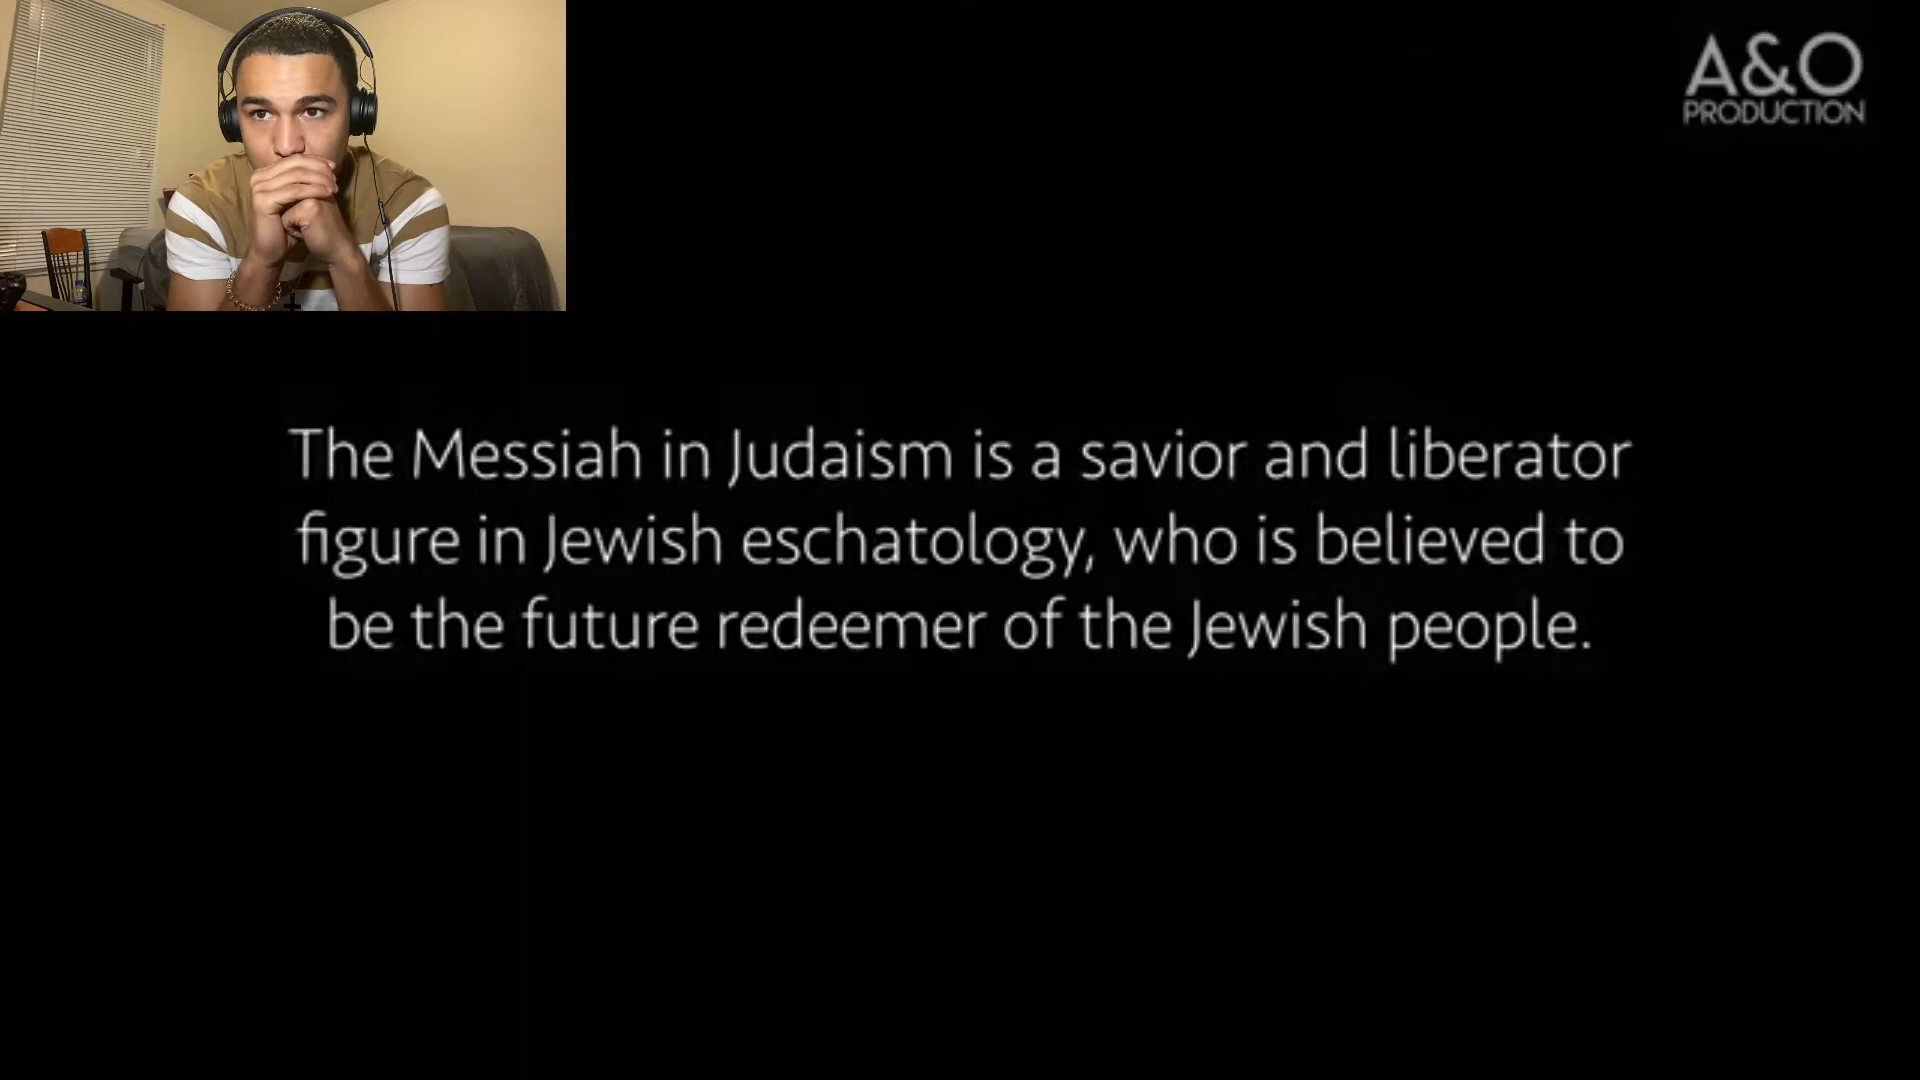 A&O
PRODUCTION
The Messiah in Judaism is a savior and liberator
figure in Jewish eschatology, who is believed to
be the future redeemer of the Jewish people.